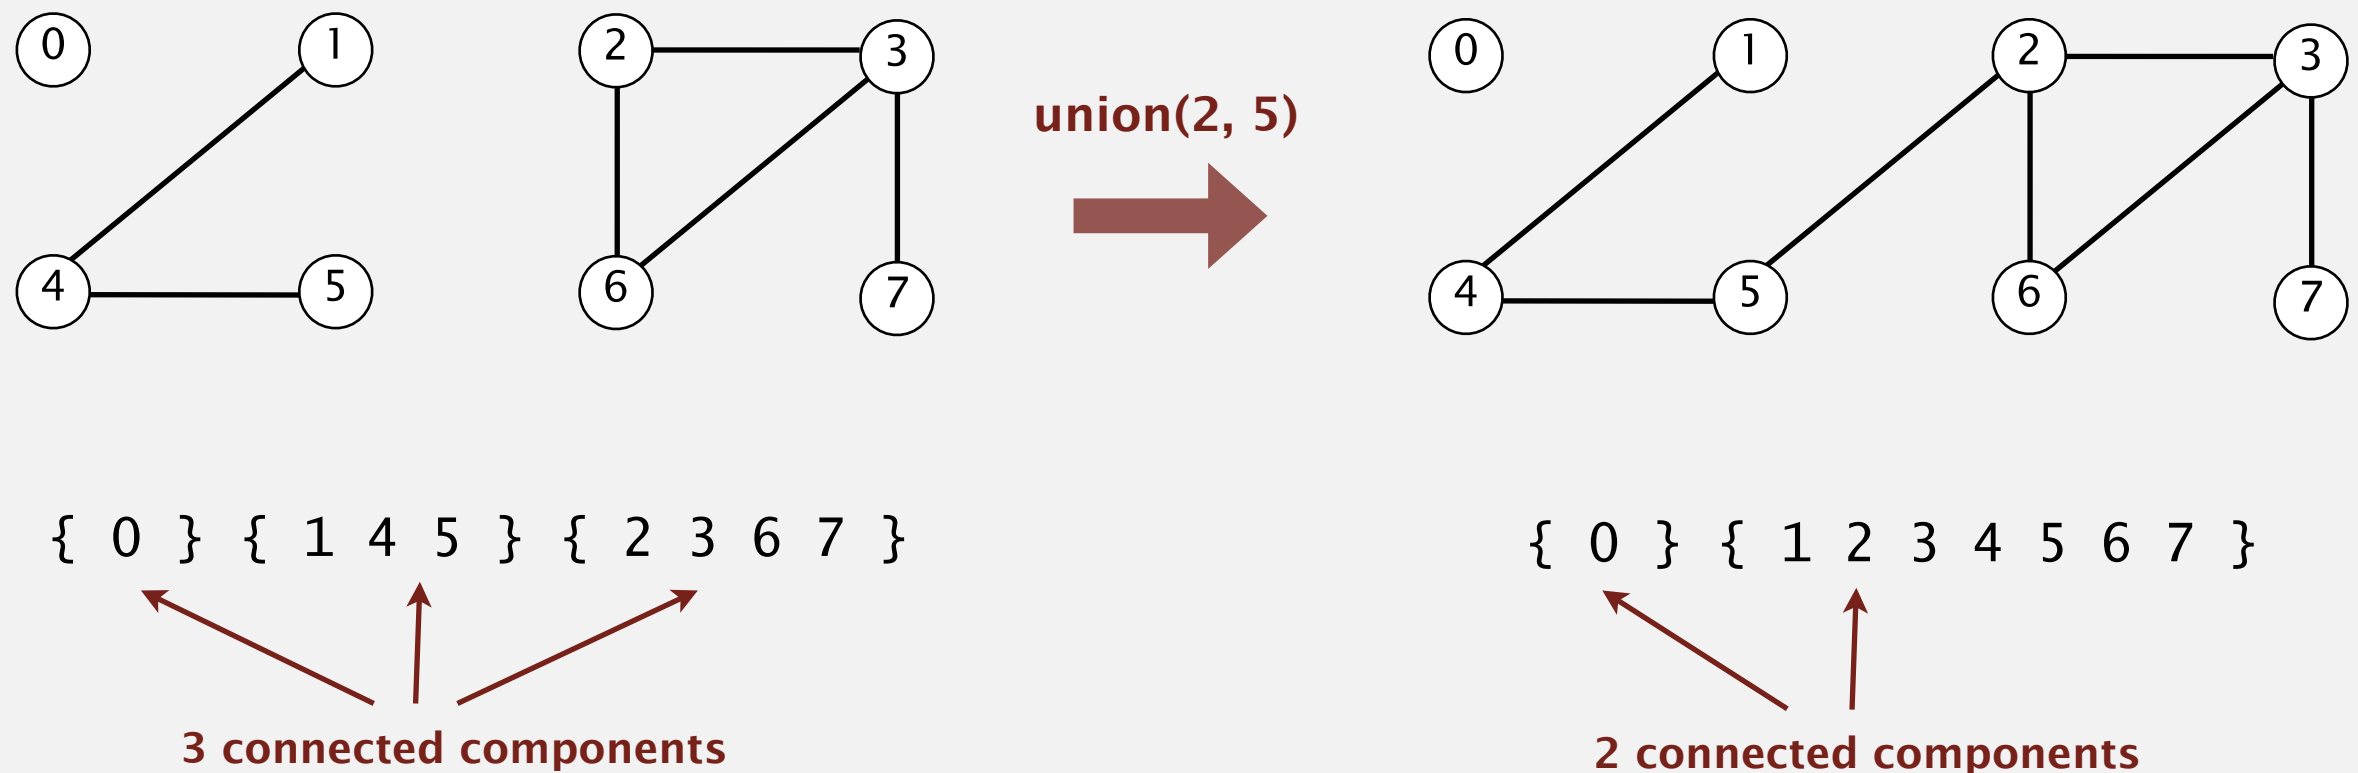 0 1 2 3
4 5 6 7
union(2, 5)
0 1 2 3
4 5 6 7
{ 0 } { 1 4 5 } { 2 3 6 7 }
3 connected components
{ 0 } { 1 2 3 4 5 6 7 }
2 connected components